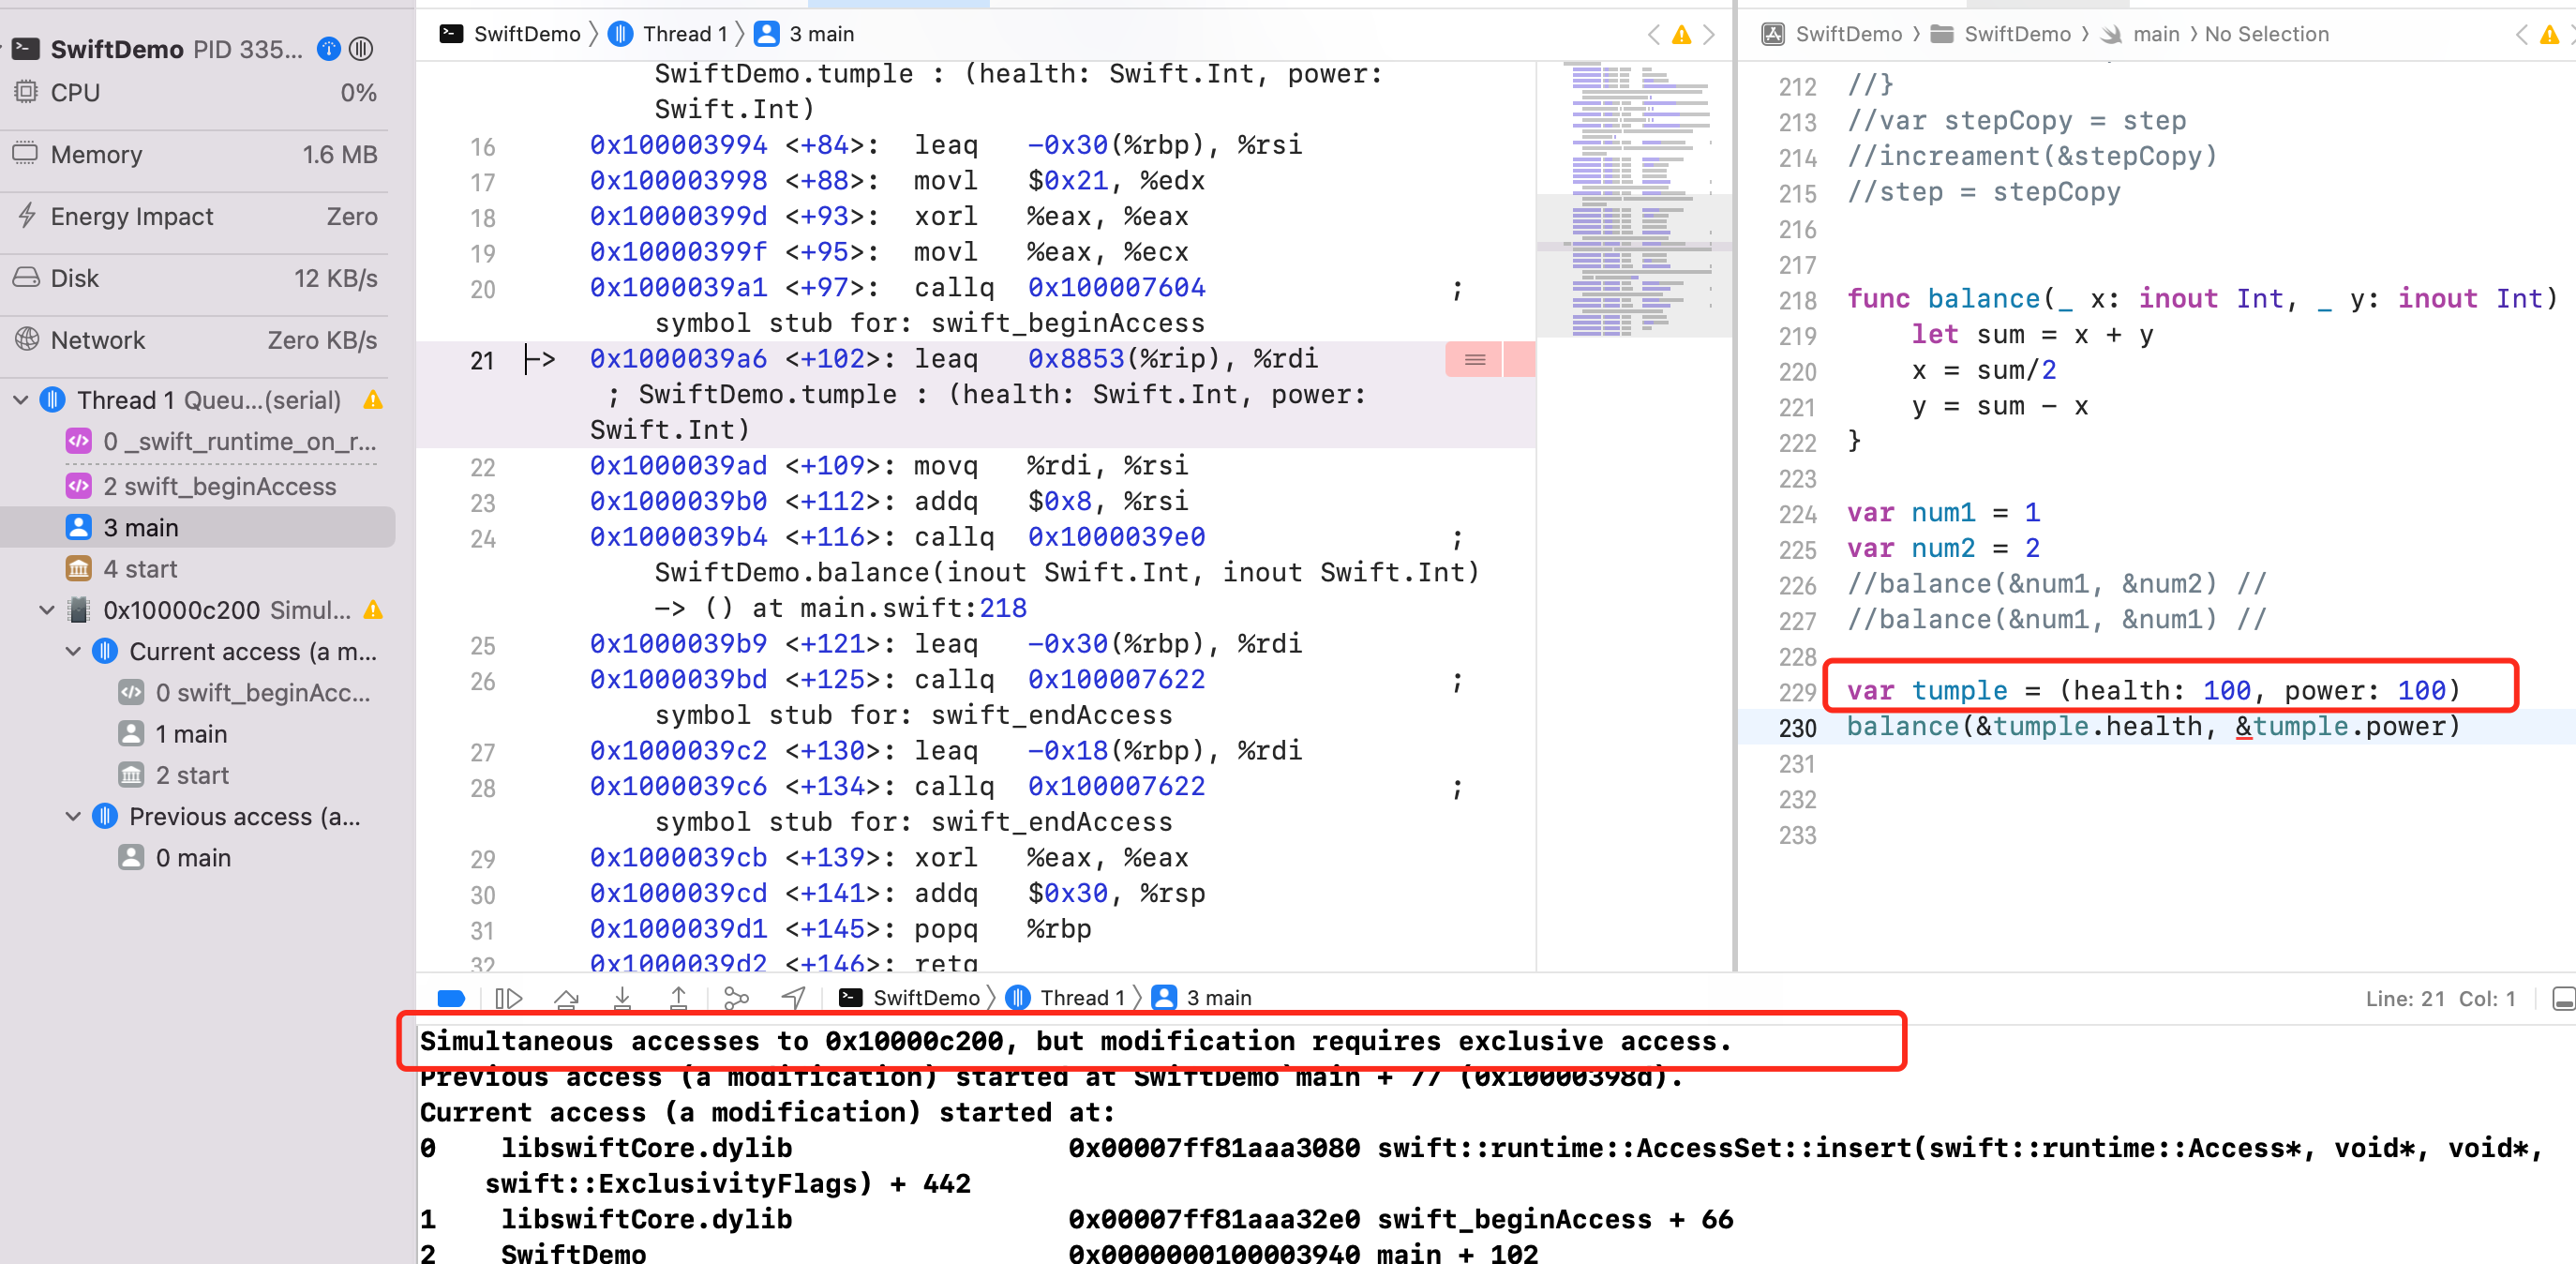 SwiftDemo PID 335...
CPU 0%
Memory 1.6 MB
Energy Impact Zero
Disk 12 KB/s
Network Zero KB/s
Thread 1 Queu...(serial)
0 _swift_runtime_on_r...
2 swift_beginAccess
3 main
4 start
0x10000c200 Simul...
Current access (a m...
0 swift_beginAcc...
1 main
2 start
Previous access (a...
0 main
SwiftDemo 〉 Thread 1 〉 3 main
SwiftDemo.tumple : (health: Swift.Int, power:
Swift.Int)
16 0x100003994 <+84>: leaq -0x30(%rbp), %rsi
17 0x100003998 <+88>: movl $0x21, %edx
18 0x10000399d <+93>: xorl %eax, %eax
19 0x10000399f <+95>: movl %eax, %ecx
20 0x1000039a1 <+97>: callq 0x100007604 ;
symbol stub for: swift_beginAccess
21 -> 0x1000039a6 <+102>: leaq 0x8853(%rip), %rdi
; SwiftDemo.tumple : (health: Swift.Int, power:
Swift.Int)
22 0x1000039ad <+109>: movq %rdi, %rsi
23 0x1000039b0 <+112>: addq $0x8, %rsi
24 0x1000039b4 <+116>: callq 0x1000039e0 ;
SwiftDemo.balance(inout Swift.Int, inout Swift.Int)
-> () at main.swift:218
25 0x1000039b9 <+121>: leaq -0x30(%rbp), %rdi
26 0x1000039bd <+125>: callq 0x100007622 ;
symbol stub for: swift_endAccess
27 0x1000039c2 <+130>: leaq -0x18(%rbp), %rdi
28 0x1000039c6 <+134>: callq 0x100007622 ;
symbol stub for: swift_endAccess
29 0x1000039cb <+139>: xorl %eax, %eax
30 0x1000039cd <+141>: addq $0x30, %rsp
31 0x1000039d1 <+145>: popq %rbp
32 0x1000039d2 <+146>: retq
SwiftDemo 〉 SwiftDemo 〉 main 〉 No Selection
212 //}
213 //var stepCopy = step
214 //increament(&stepCopy)
215 //step = stepCopy
216
217
218 func balance(_ x: inout Int, _ y: inout Int)
219 let sum = x + y
220 x = sum/2
221 y = sum - x
222 }
223
224 var num1 = 1
225 var num2 = 2
226 //balance(&num1, &num2) //
227 //balance(&num1, &num1) //
228
229 var tumple = (health: 100, power: 100)
230 balance(&tumple.health, &tumple.power)
231
232
233
SwiftDemo 〉 Thread 1 〉 3 main
Line: 21 Col: 1
Simultaneous accesses to 0x10000c200, but modification requires exclusive access.
Previous access (a modification) started at SwiftDemo`main + 77 (0x10000398d).
Current access (a modification) started at:
0 libswiftCore.dylib 0x00007ff81aaa3080 swift::runtime::AccessSet::insert(swift::runtime::Access*, void*, void*,
swift::ExclusivityFlags) + 442
1 libswiftCore.dylib 0x00007ff81aaa32e0 swift_beginAccess + 66
2 SwiftDemo 0x0000000100003940 main + 102